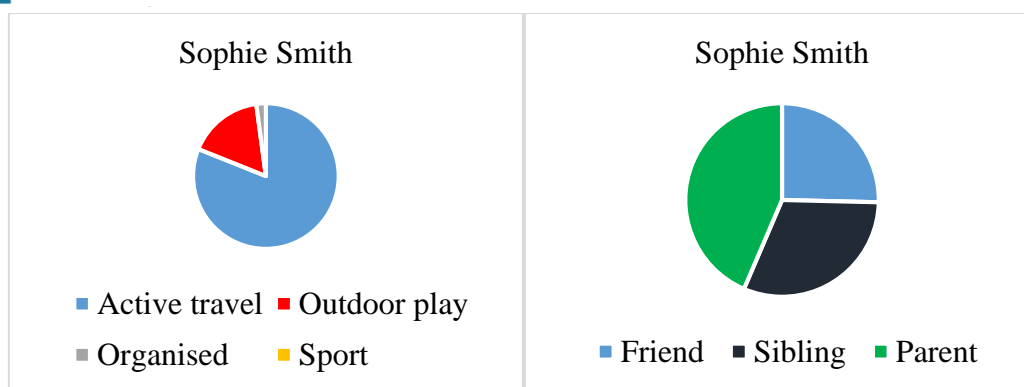 Sophie Smith
Active travel
Outdoor play
Organised
Sport
Sophie Smith
Friend
Sibling
Parent